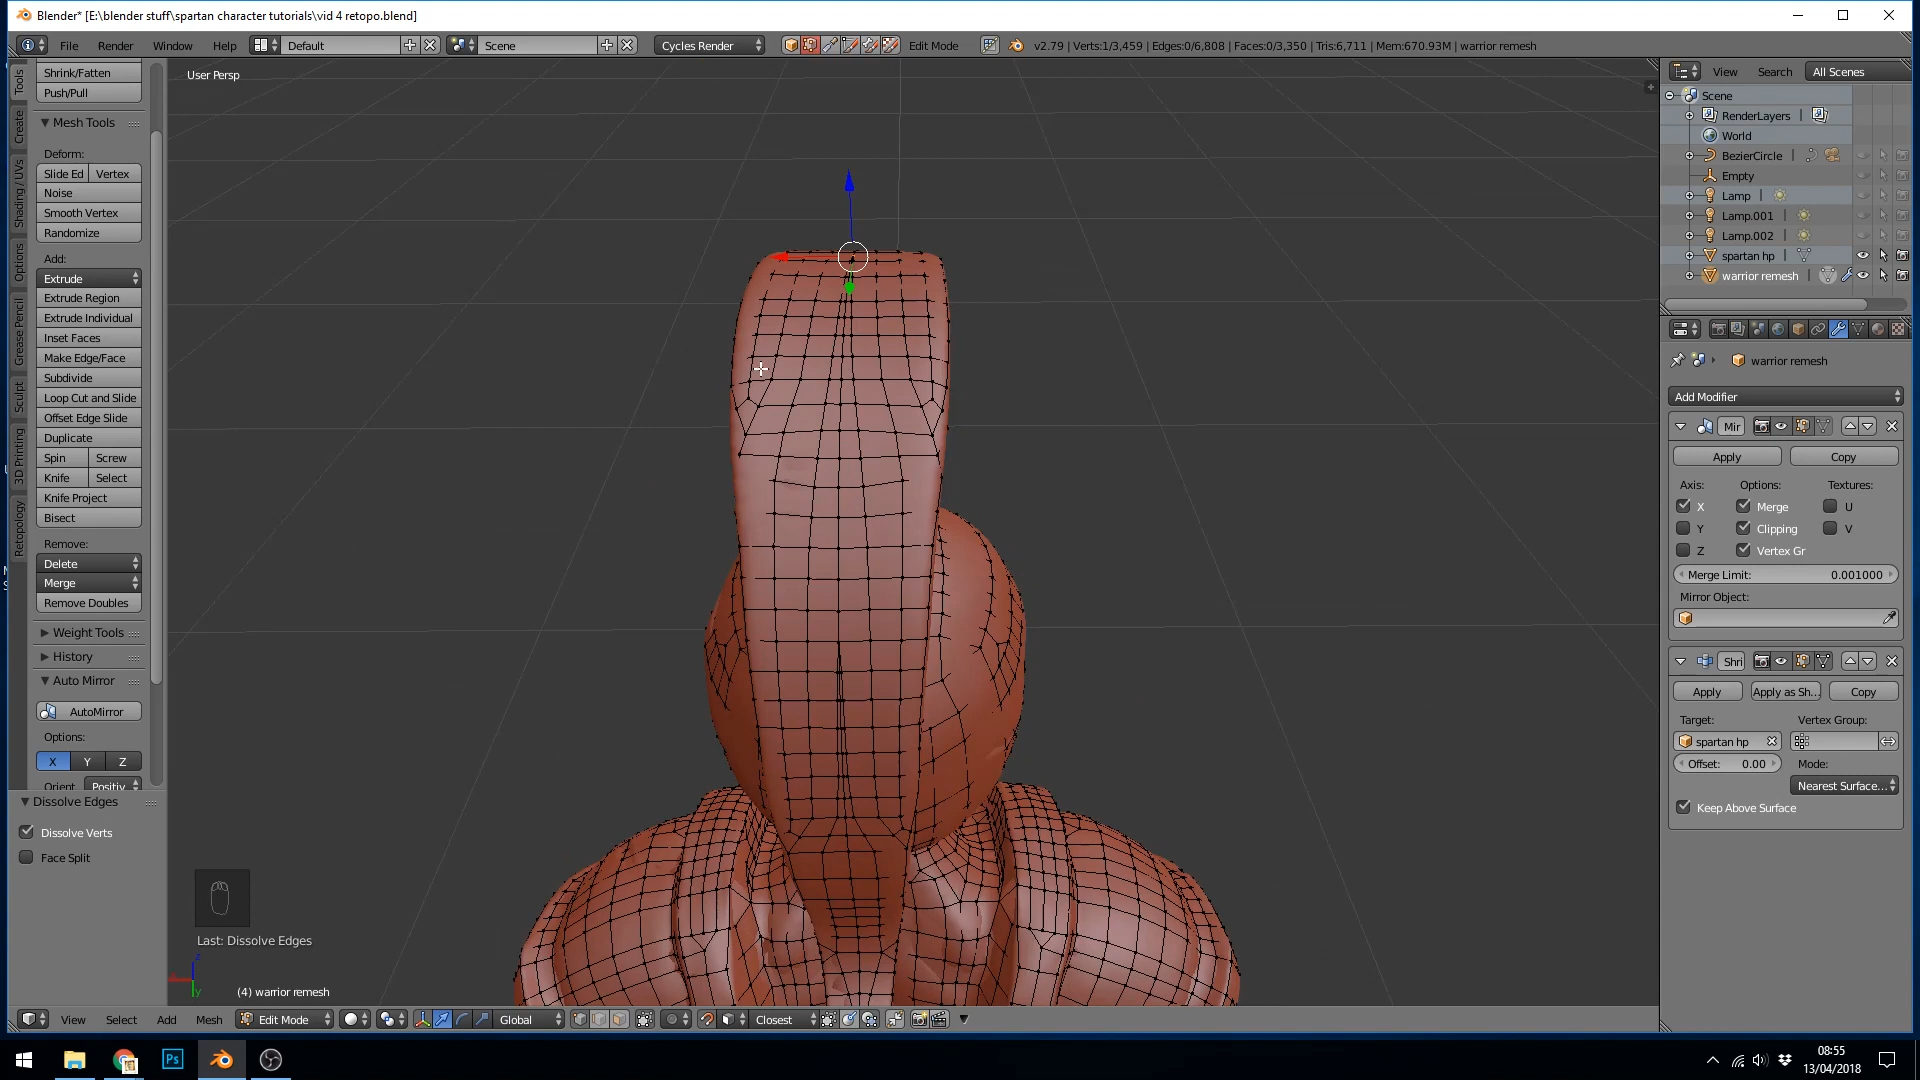 Blender* [E:\blender stuff\spartan character tutorials\vid 4 retopo.blend]
File Render Window Help Default Scene Cycles Render Edit Mode v2.79 | Verts:1/3,459 | Edges:0/6,808 | Faces:0/3,350 | Tris:6,711 | Mem:670.93M | warrior remesh
Tools
Create
Shading / UVs
Options
Grease Pencil
Sculpt
3D Printing
Retopology
Shrink/Fatten
Push/Pull
Mesh Tools
Deform:
Slide Ed Vertex
Noise
Smooth Vertex
Randomize
Add:
Extrude
Extrude Region
Extrude Individual
Inset Faces
Make Edge/Face
Subdivide
Loop Cut and Slide
Offset Edge Slide
Duplicate
Spin Screw
Knife Select
Knife Project
Bisect
Remove:
Delete
Merge
Remove Doubles
Weight Tools
History
Auto Mirror
AutoMirror
Options:
X Y Z
Orient Positiv
Dissolve Edges
Dissolve Verts
Face Split
User Persp
Last: Dissolve Edges
z
y
(4) warrior remesh
View Select Add Mesh Edit Mode Global Closest
View Search All Scenes
Scene
RenderLayers
World
BezierCircle
Empty
Lamp
Lamp.001
Lamp.002
spartan hp
warrior remesh
warrior remesh
Add Modifier
Mir
Apply Copy
Axis: Options: Textures:
X Merge U
Y Clipping V
Z Vertex Gr
Merge Limit: 0.001000
Mirror Object:
Shri
Apply Apply as Sh... Copy
Target: Vertex Group:
spartan hp
Offset: 0.00 Mode:
Nearest Surface...
Keep Above Surface
Ps
08:55
13/04/2018